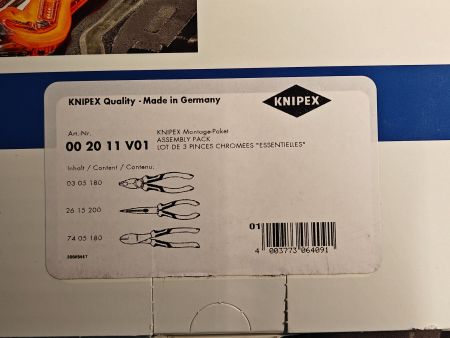 KNIPEX Quality - Made in Germany
KNIPEX
Art.-Nr.
00 20 11 V01
KNIPEX Montage-Paket
ASSEMBLY PACK
LOT DE 3 PINCES CHROMEES "ESSENTIELLES"
Inhalt / Content / Contenu:
03 05 180
26 15 200
74 05 180
01
4 003773 064091